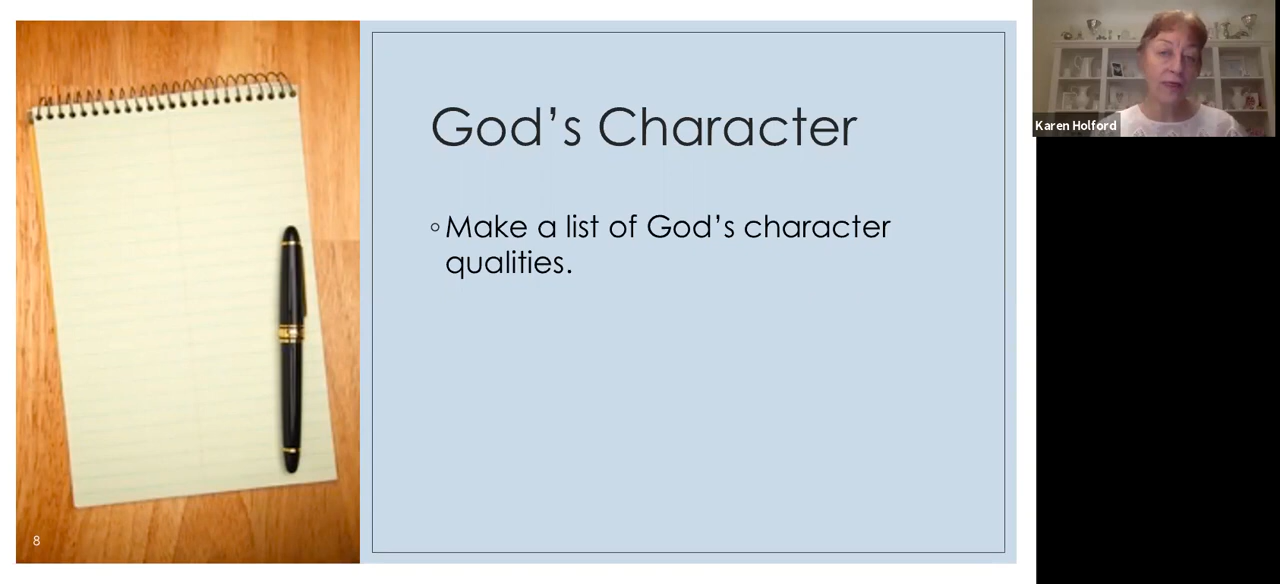 God’s Character
◦Make a list of God’s character
qualities.
8
Karen Holford